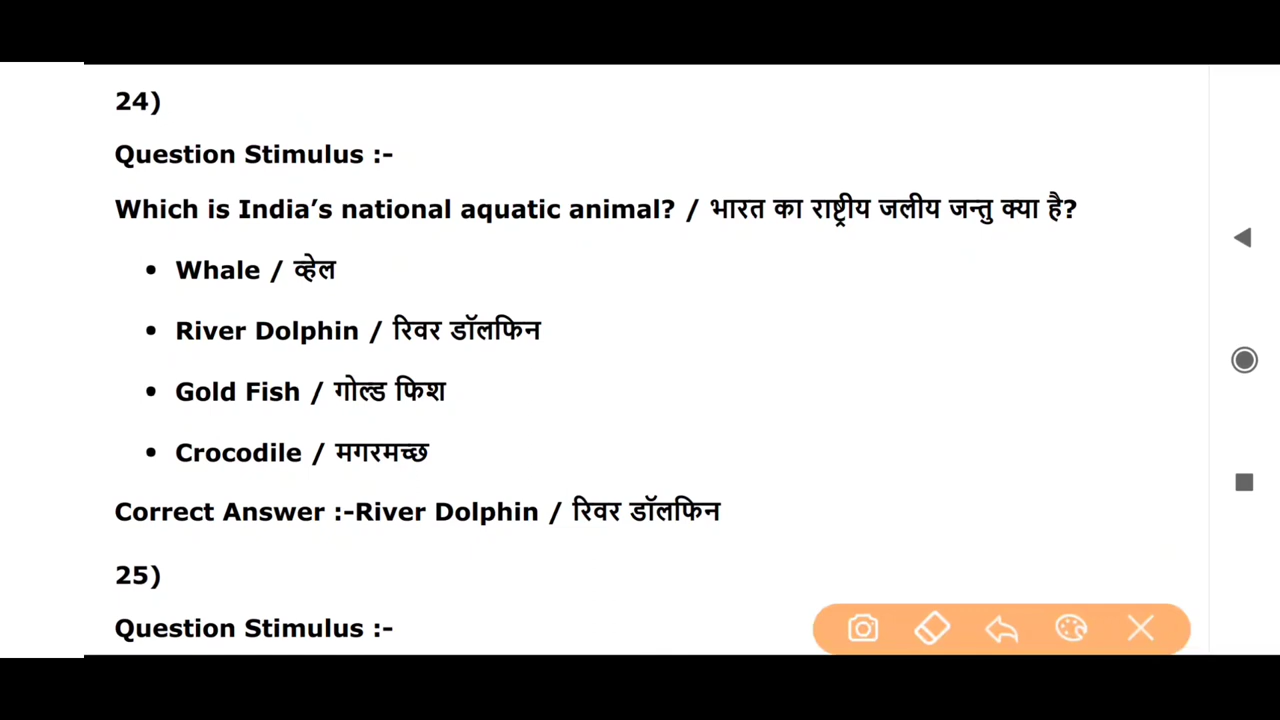 24)
Question Stimulus :-
Which is India’s national aquatic animal? / भारत का राष्ट्रीय जलीय जन्तु क्या है?
• Whale / व्हेल
• River Dolphin / रिवर डॉलफिन
• Gold Fish / गोल्ड फिश
• Crocodile / मगरमच्छ
Correct Answer :-River Dolphin / रिवर डॉलफिन
25)
Question Stimulus :-